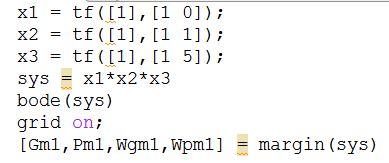 x1 = tf([1],[1 0]);
x2 = tf([1],[1 1]);
x3 = tf([1],[1 5]);
sys = x1*x2*x3
bode(sys)
grid on;
[Gm1,Pm1,Wgm1,Wpm1] = margin(sys)